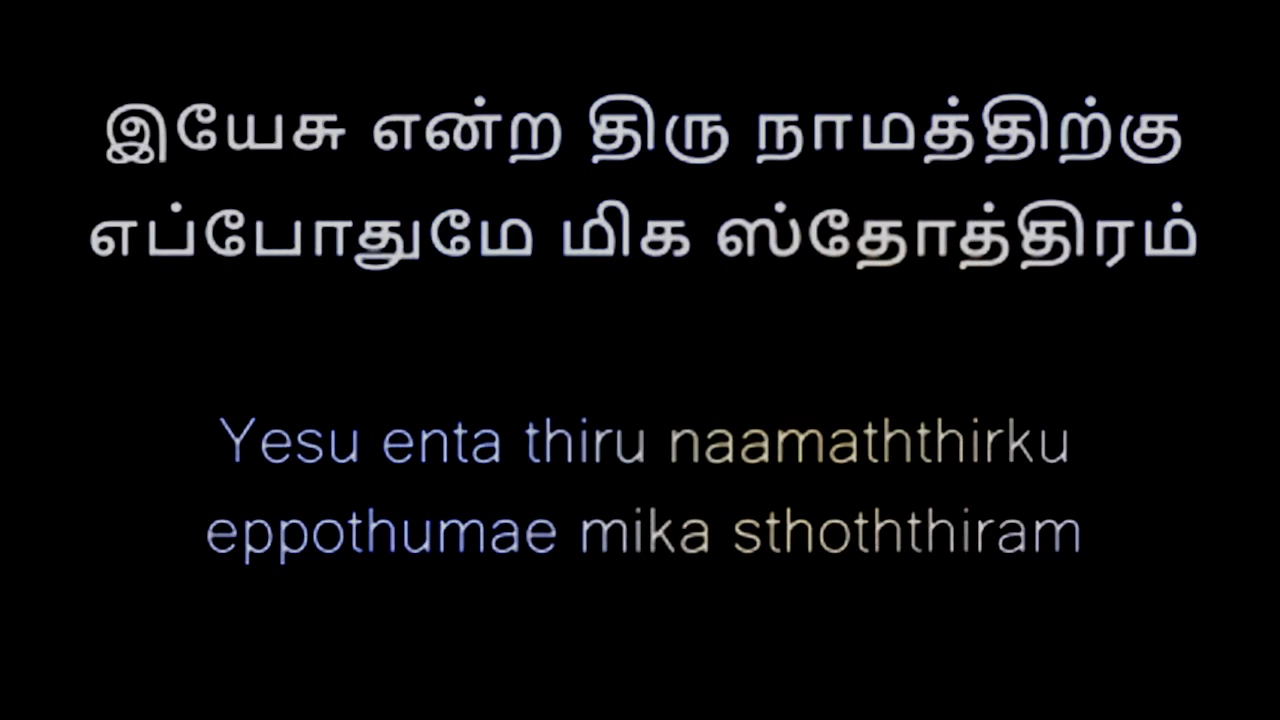 இயேசு என்ற திரு நாமத்திற்கு
எப்போதுமே மிக ஸ்தோத்திரம்
Yesu enta thiru naamaththirku
eppothumae mika sthoththiram